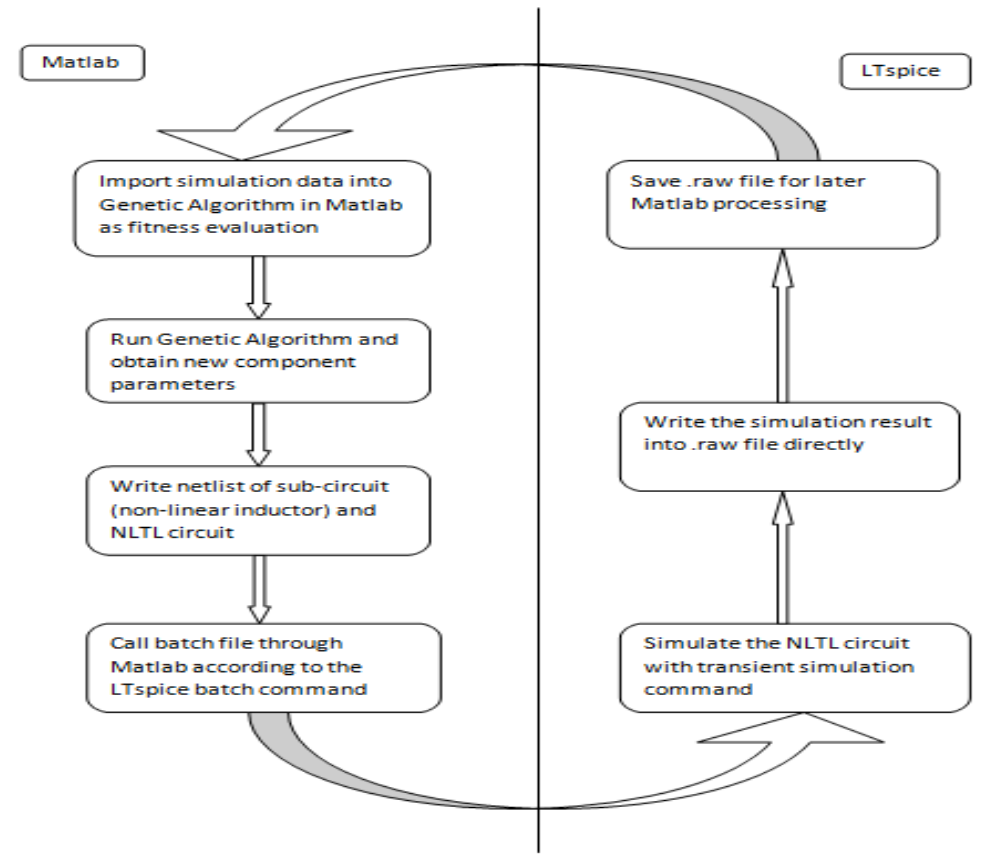 Matlab
LTspice
Import simulation data into
Genetic Algorithm in Matlab
as fitness evaluation
Run Genetic Algorithm and
obtain new component
parameters
Write netlist of sub-circuit
(non-linear inductor) and
NLTL circuit
Call batch file through
Matlab according to the
LTspice batch command
Simulate the NLTL circuit
with transient simulation
command
Write the simulation result
into .raw file directly
Save .raw file for later
Matlab processing